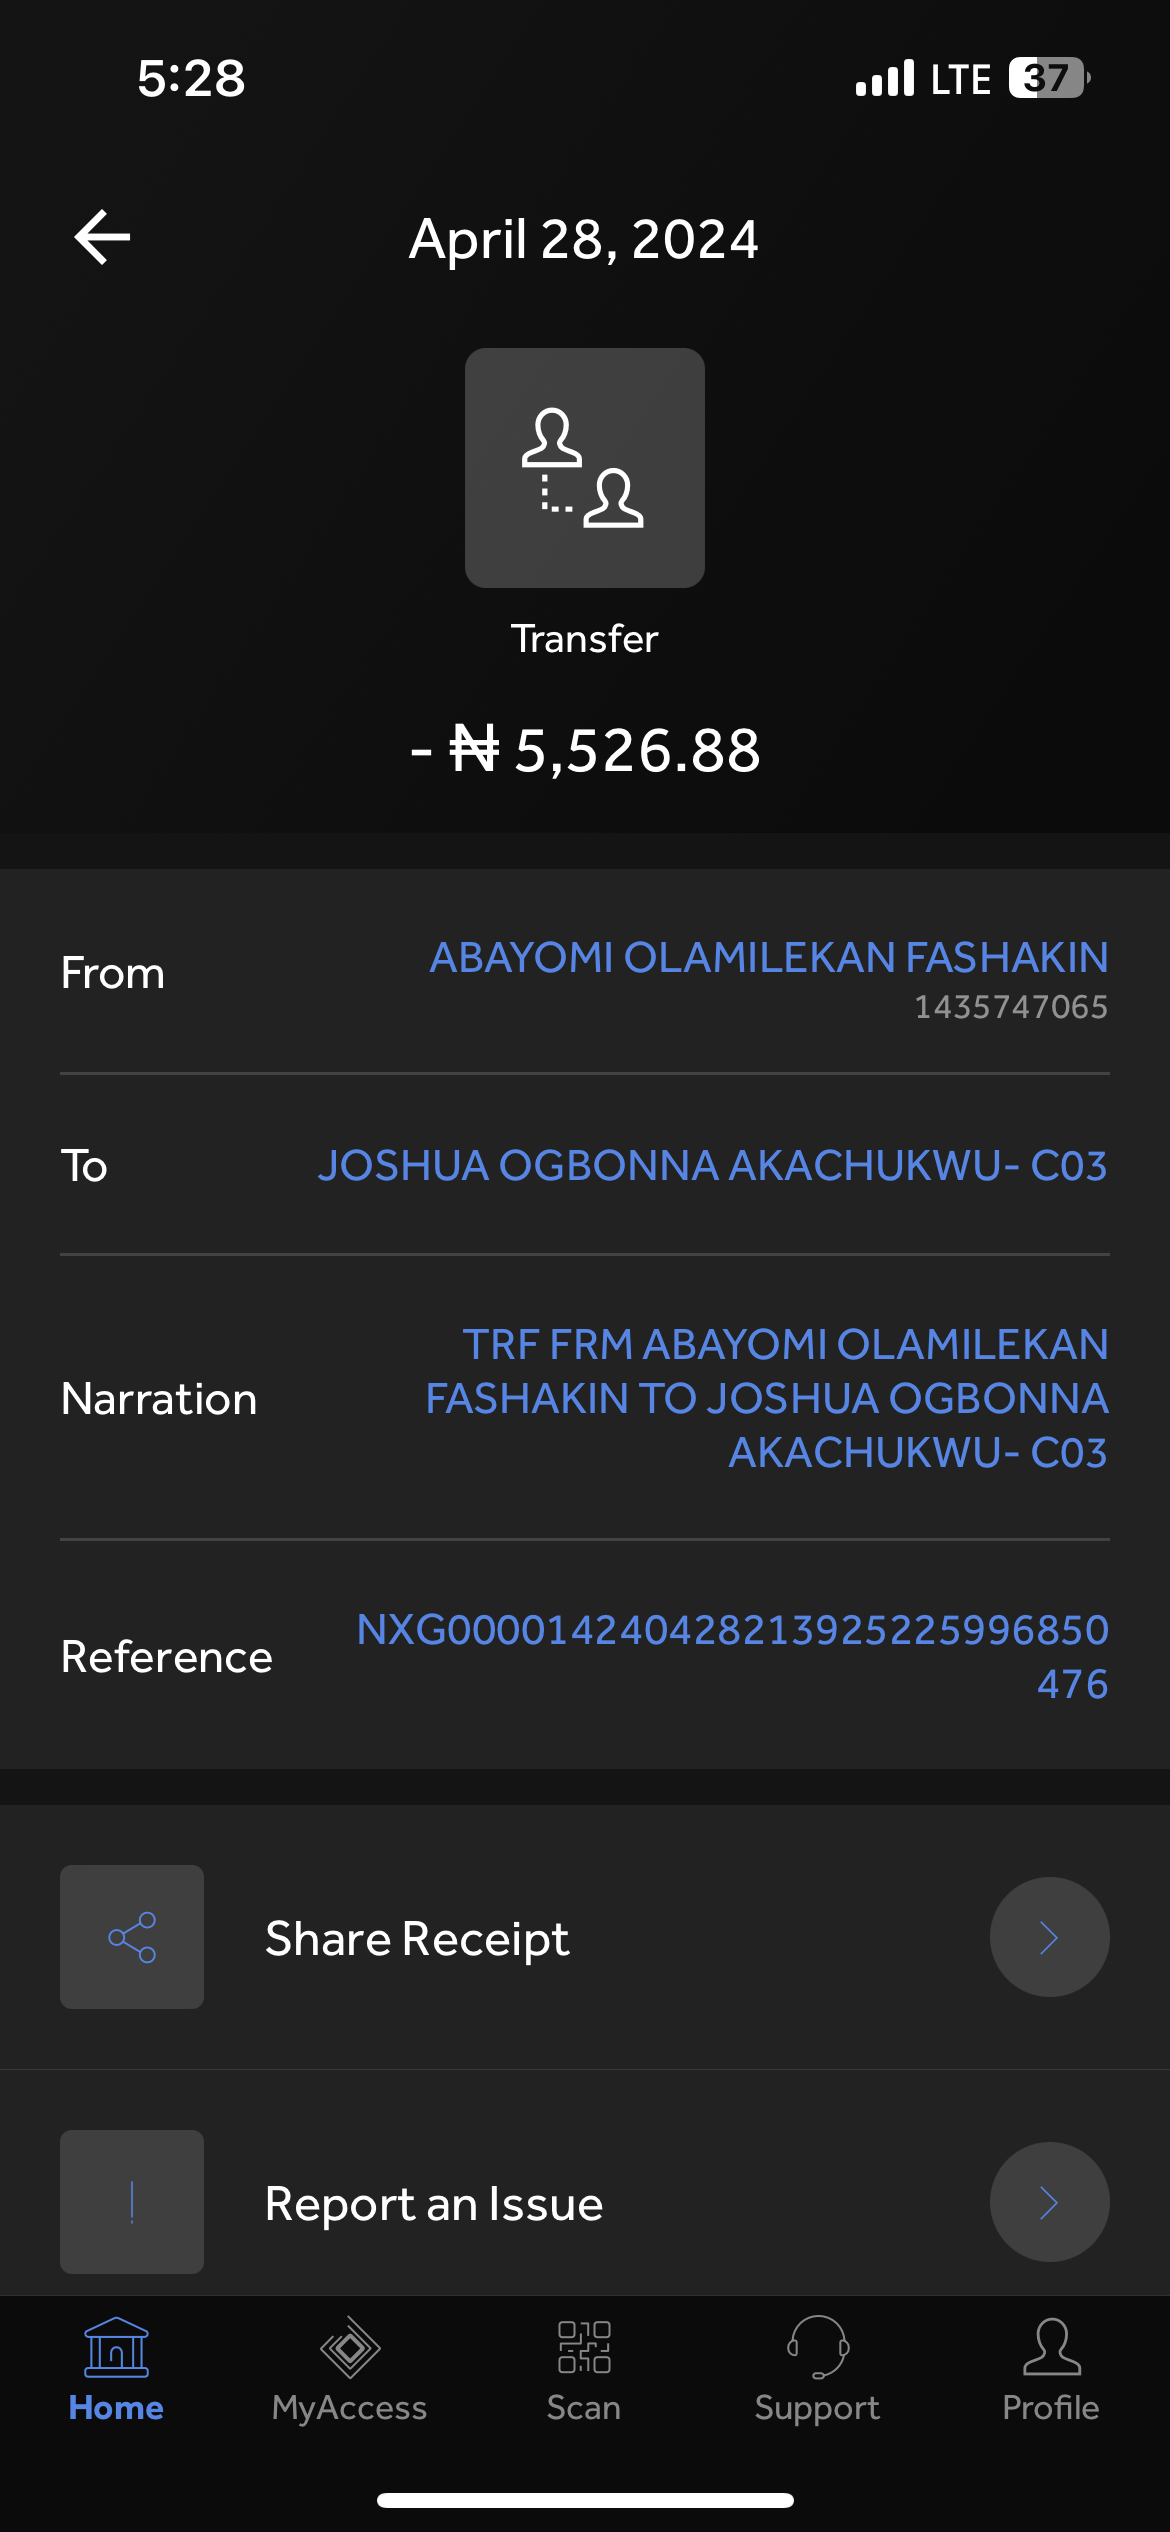 5:28
LTE 37
April 28, 2024
Transfer
- ₦ 5,526.88
From
ABAYOMI OLAMILEKAN FASHAKIN
1435747065
To
JOSHUA OGBONNA AKACHUKWU- C03
Narration
TRF FRM ABAYOMI OLAMILEKAN
FASHAKIN TO JOSHUA OGBONNA
AKACHUKWU- C03
Reference
NXG000014240428213925225996850
476
Share Receipt
Report an Issue
Home
MyAccess
Scan
Support
Profile